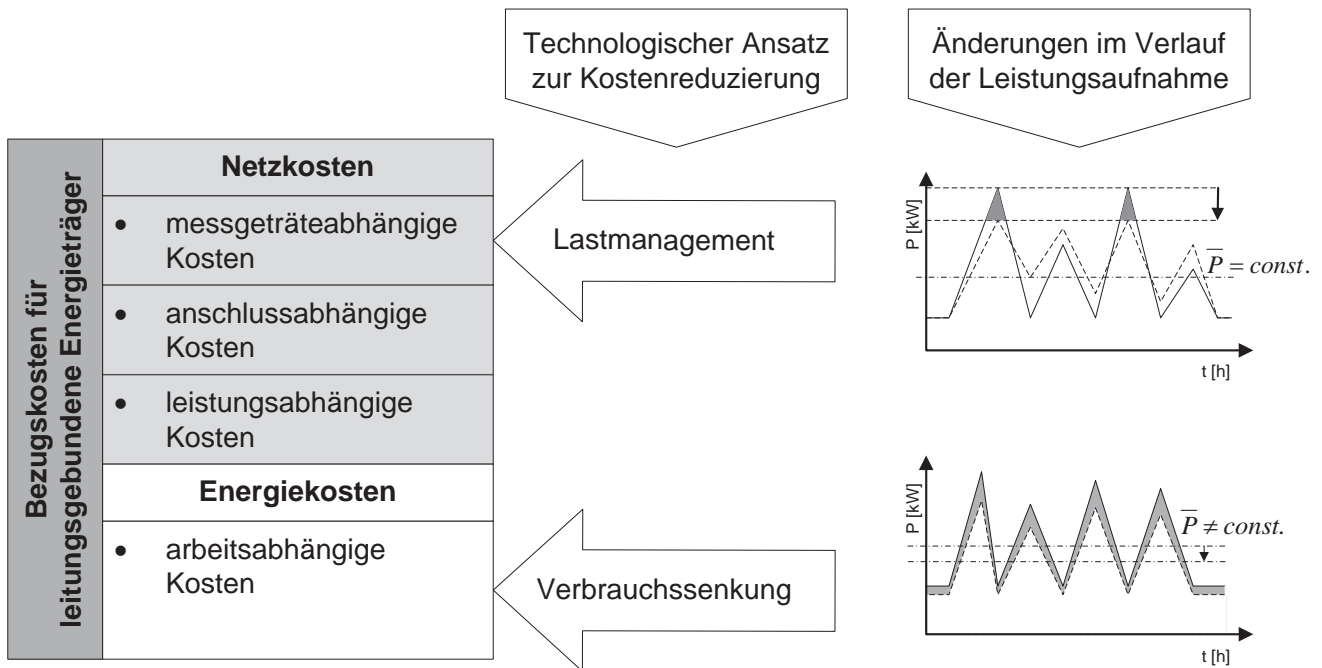 Technologischer Ansatz
zur Kostenreduzierung
Änderungen im Verlauf
der Leistungsaufnahme
Bezugskosten für
leitungsgebundene Energieträger
Netzkosten
• messgeträteabhängige
Kosten
• anschlussabhängige
Kosten
• leistungsabhängige
Kosten
Energiekosten
• arbeitsabhängige
Kosten
Lastmanagement
Verbrauchssenkung
P [kW]
P̅ = const.
t [h]
P [kW]
P̅ ≠ const.
t [h]